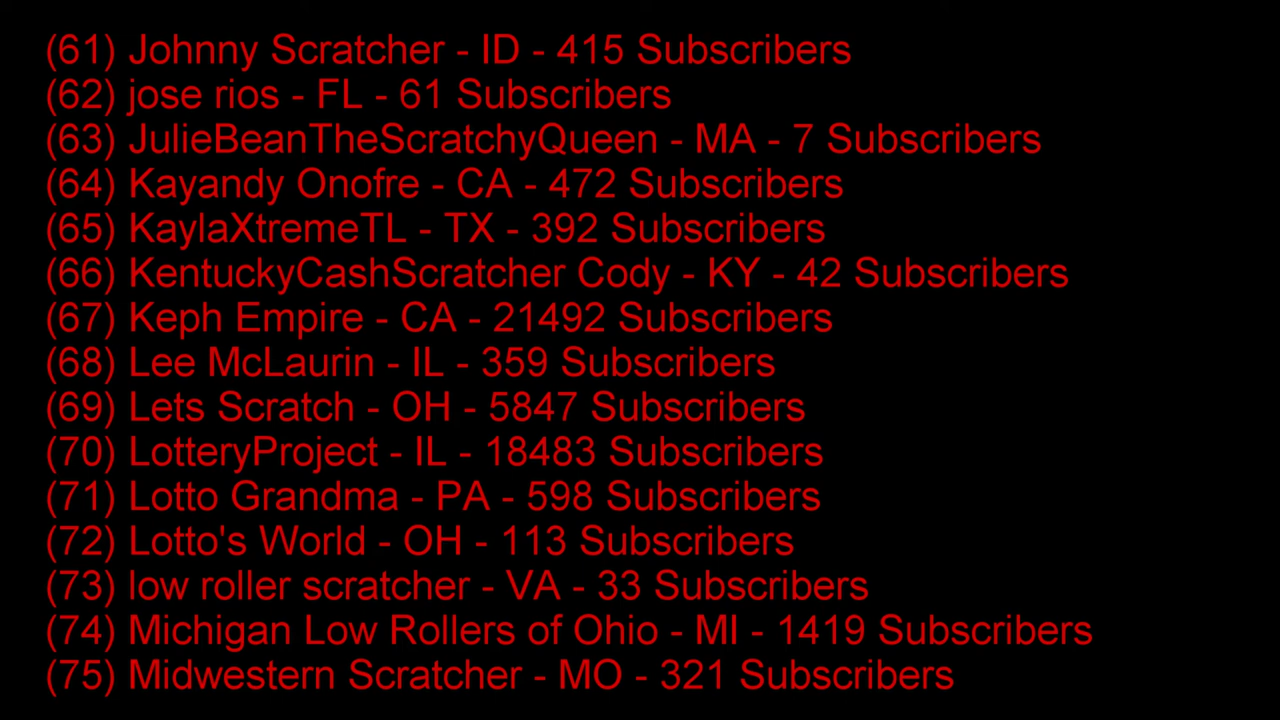 (61) Johnny Scratcher - ID - 415 Subscribers
(62) jose rios - FL - 61 Subscribers
(63) JulieBeanTheScratchyQueen - MA - 7 Subscribers
(64) Kayandy Onofre - CA - 472 Subscribers
(65) KaylaXtremeTL - TX - 392 Subscribers
(66) KentuckyCashScratcher Cody - KY - 42 Subscribers
(67) Keph Empire - CA - 21492 Subscribers
(68) Lee McLaurin - IL - 359 Subscribers
(69) Lets Scratch - OH - 5847 Subscribers
(70) LotteryProject - IL - 18483 Subscribers
(71) Lotto Grandma - PA - 598 Subscribers
(72) Lotto's World - OH - 113 Subscribers
(73) low roller scratcher - VA - 33 Subscribers
(74) Michigan Low Rollers of Ohio - MI - 1419 Subscribers
(75) Midwestern Scratcher - MO - 321 Subscribers